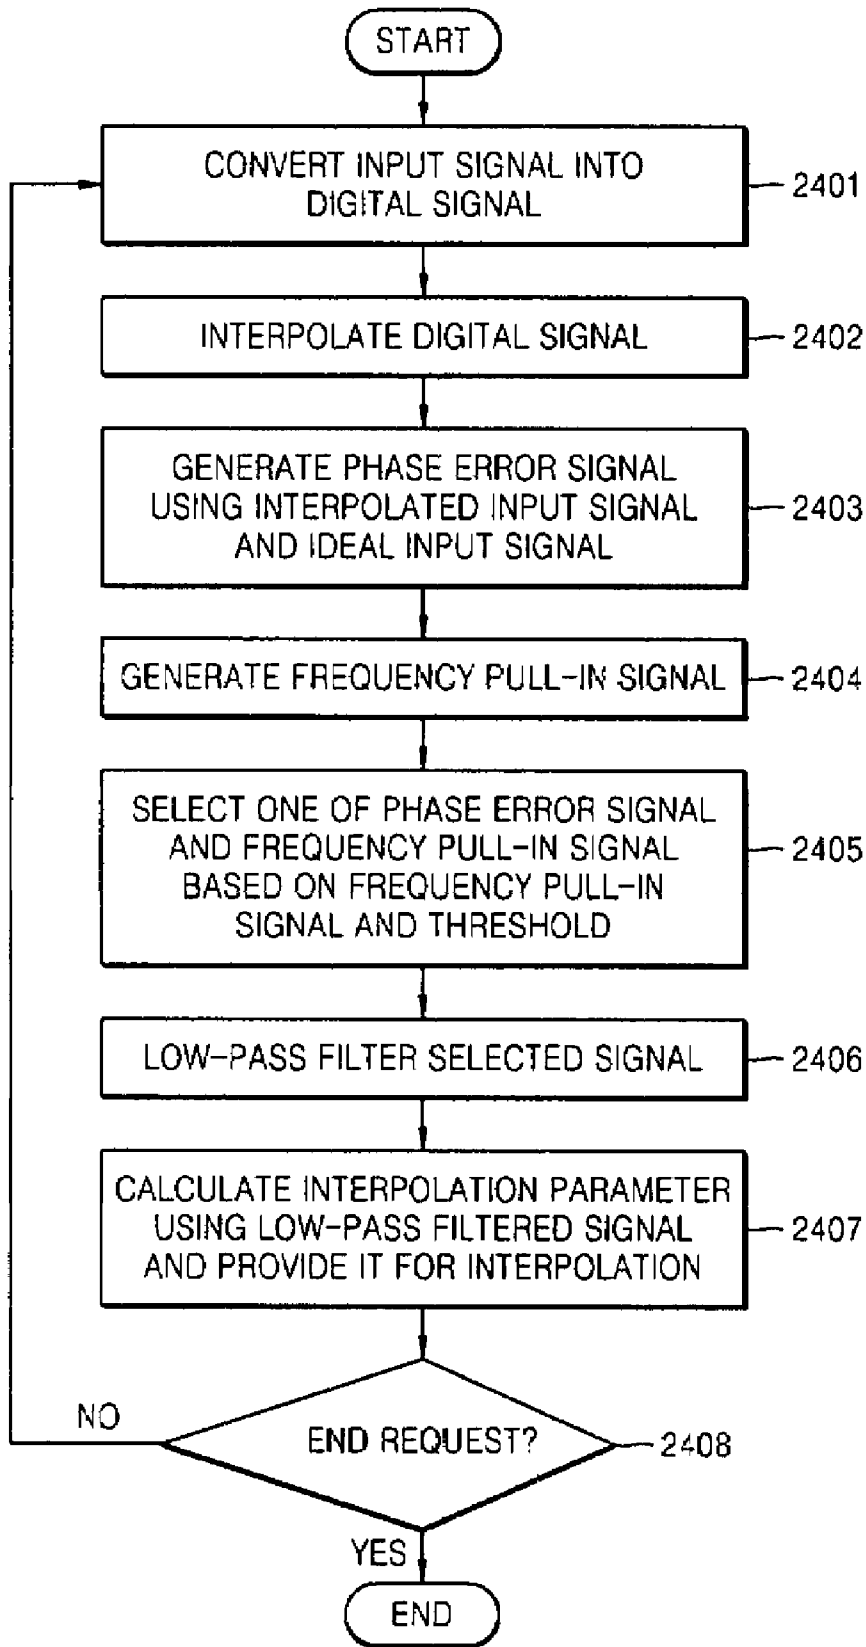 START
CONVERT INPUT SIGNAL INTO
DIGITAL SIGNAL
2401
INTERPOLATE DIGITAL SIGNAL
2402
GENERATE PHASE ERROR SIGNAL
USING INTERPOLATED INPUT SIGNAL
AND IDEAL INPUT SIGNAL
2403
GENERATE FREQUENCY PULL-IN SIGNAL
2404
SELECT ONE OF PHASE ERROR SIGNAL
AND FREQUENCY PULL-IN SIGNAL
BASED ON FREQUENCY PULL-IN
SIGNAL AND THRESHOLD
2405
LOW-PASS FILTER SELECTED SIGNAL
2406
CALCULATE INTERPOLATION PARAMETER
USING LOW-PASS FILTERED SIGNAL
AND PROVIDE IT FOR INTERPOLATION
2407
NO
END REQUEST?
2408
YES
END